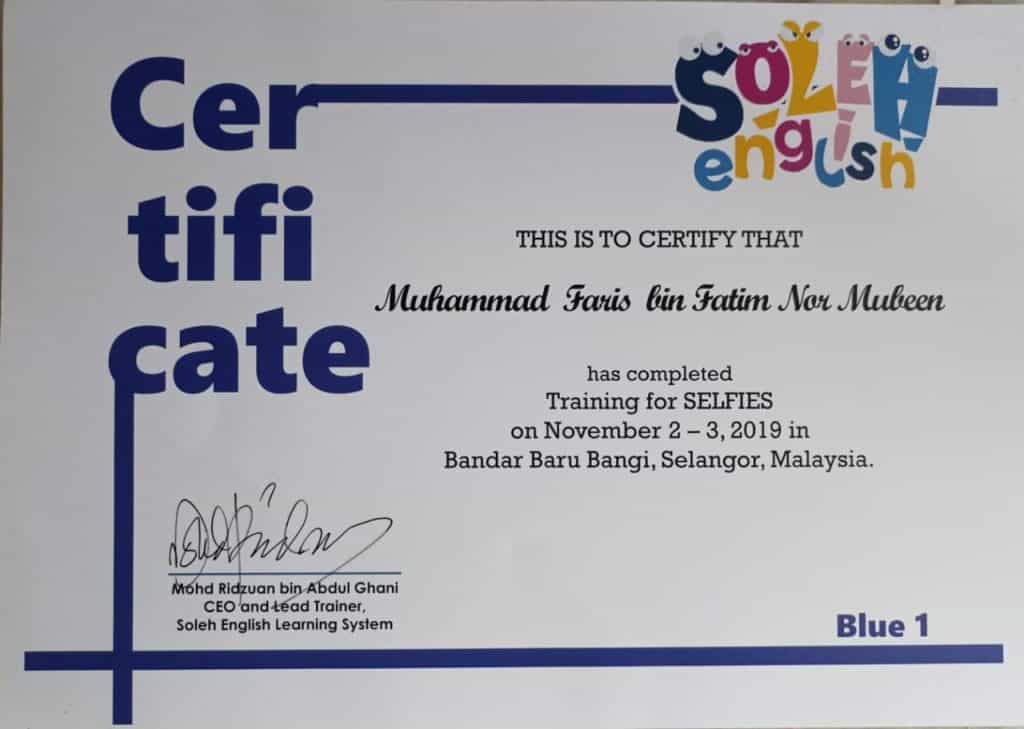 Cer
tifi
cate
SOLEH
english
THIS IS TO CERTIFY THAT
Muhammad Faris bin Fatim Nor Mubeen
has completed
Training for SELFIES
on November 2 – 3, 2019 in
Bandar Baru Bangi, Selangor, Malaysia.
Mohd Ridzuan bin Abdul Ghani
CEO and Lead Trainer,
Soleh English Learning System
Blue 1